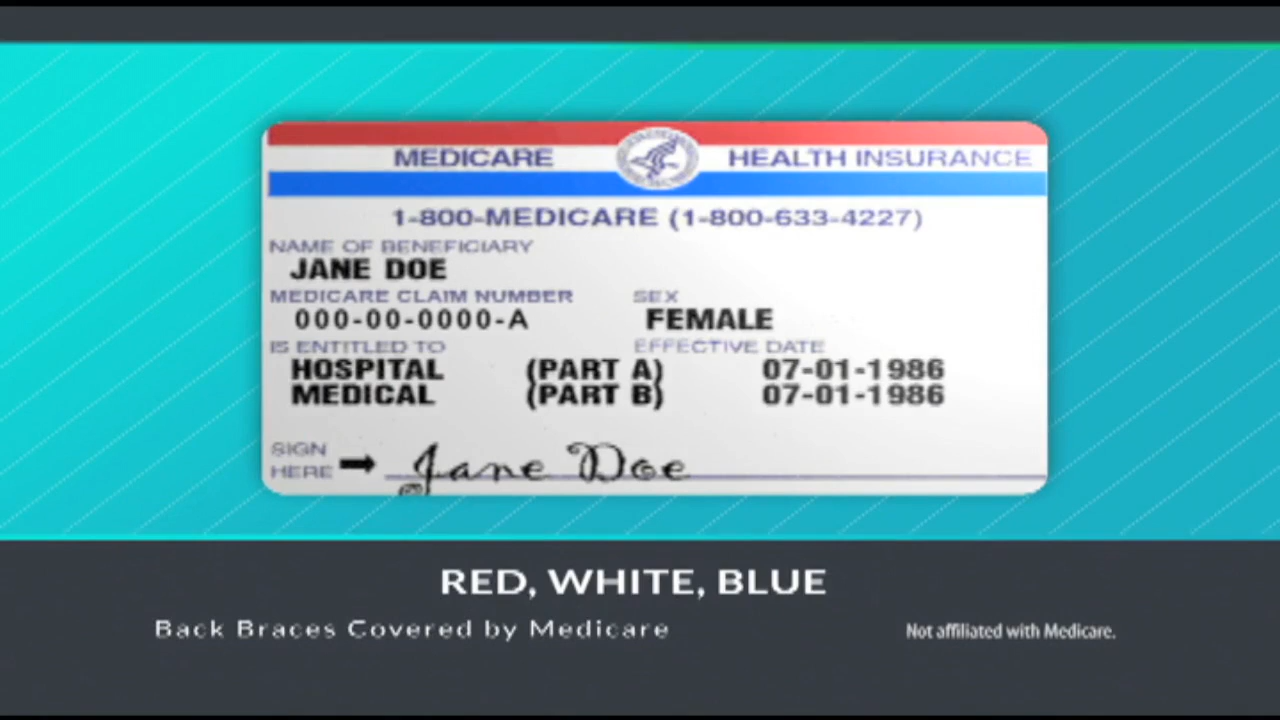 MEDICARE HEALTH INSURANCE
1-800-MEDICARE (1-800-633-4227)
NAME OF BENEFICIARY
JANE DOE
MEDICARE CLAIM NUMBER SEX
000-00-0000-A FEMALE
IS ENTITLED TO EFFECTIVE DATE
HOSPITAL (PART A) 07-01-1986
MEDICAL (PART B) 07-01-1986
SIGN
HERE Jane Doe
RED, WHITE, BLUE
Back Braces Covered by Medicare Not affiliated with Medicare.